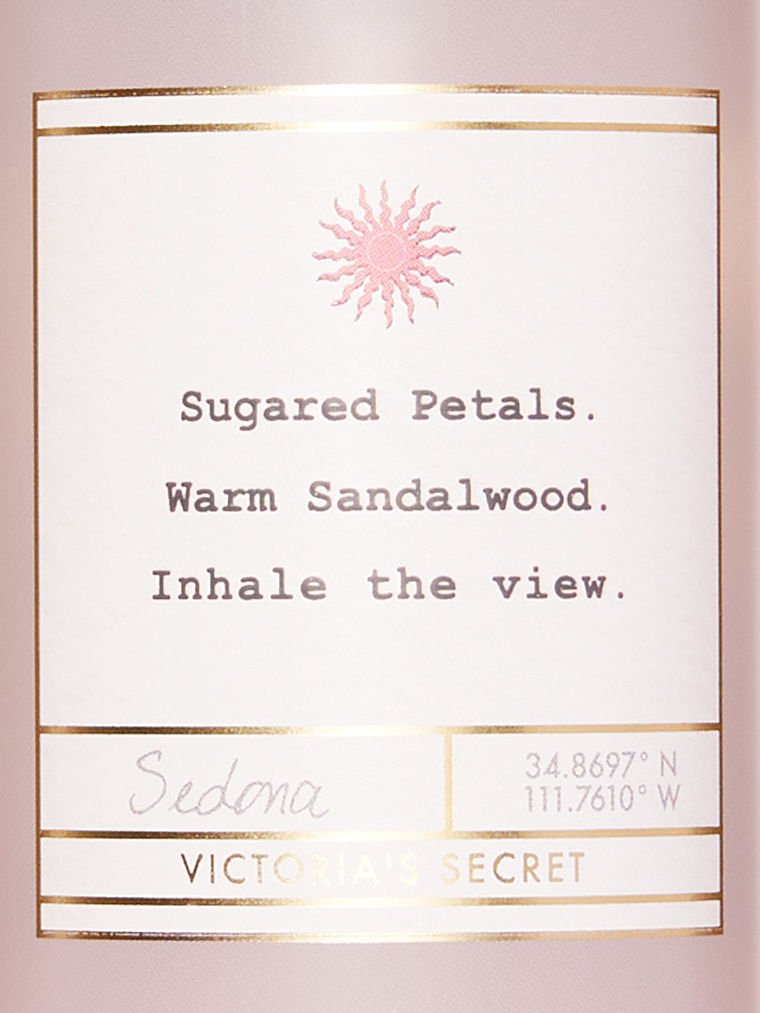 Sugared Petals.
Warm Sandalwood.
Inhale the view.
Sedona
34.8697° N
111.7610° W
VICTORIA'S SECRET